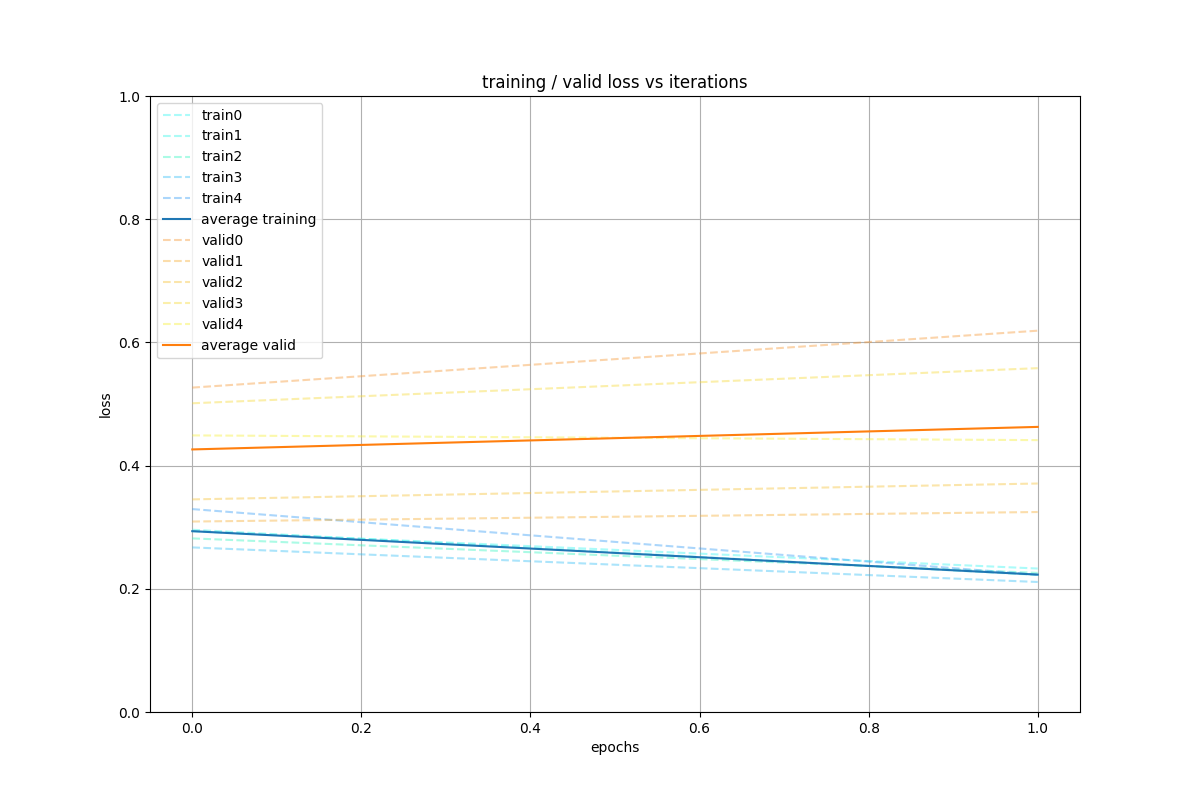 training / valid loss vs iterations
1.0
0.8
0.6
0.4
0.2
0.0
loss
train0
train1
train2
train3
train4
average training
valid0
valid1
valid2
valid3
valid4
average valid
0.0 0.2 0.4 0.6 0.8 1.0
epochs